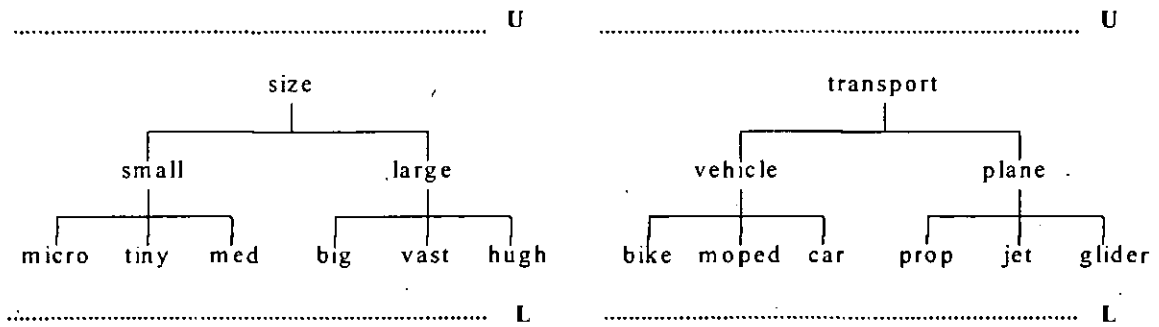 U U
size transport
small large vehicle plane
micro tiny med big vast hugh bike moped car prop jet glider
L L